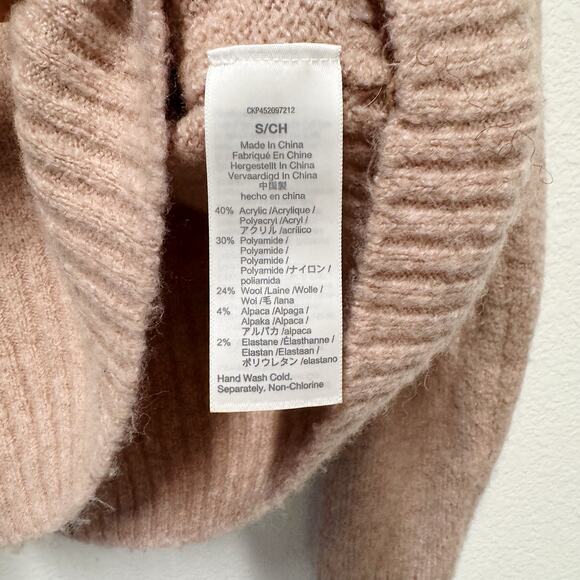 CKP452097212
S/CH
Made In China
Fabriqué En Chine
Hergestellt In China
Vervaardigd In China
中国製
hecho en china
40% Acrylic /Acrylique /
Polyacryl /Acryl /
アクリル /acrílico
30% Polyamide /
Polyamide /
Polyamide /
Polyamide /ナイロン /
poliamida
24% Wool /Laine /Wolle /
Wol /毛 /lana
4% Alpaca /Alpaga /
Alpaka /Alpaca /
アルパカ /alpaca
2% Elastane /Élasthanne /
Elastan /Elastaan /
ポリウレタン /elastano
Hand Wash Cold.
Separately. Non-Chlorine